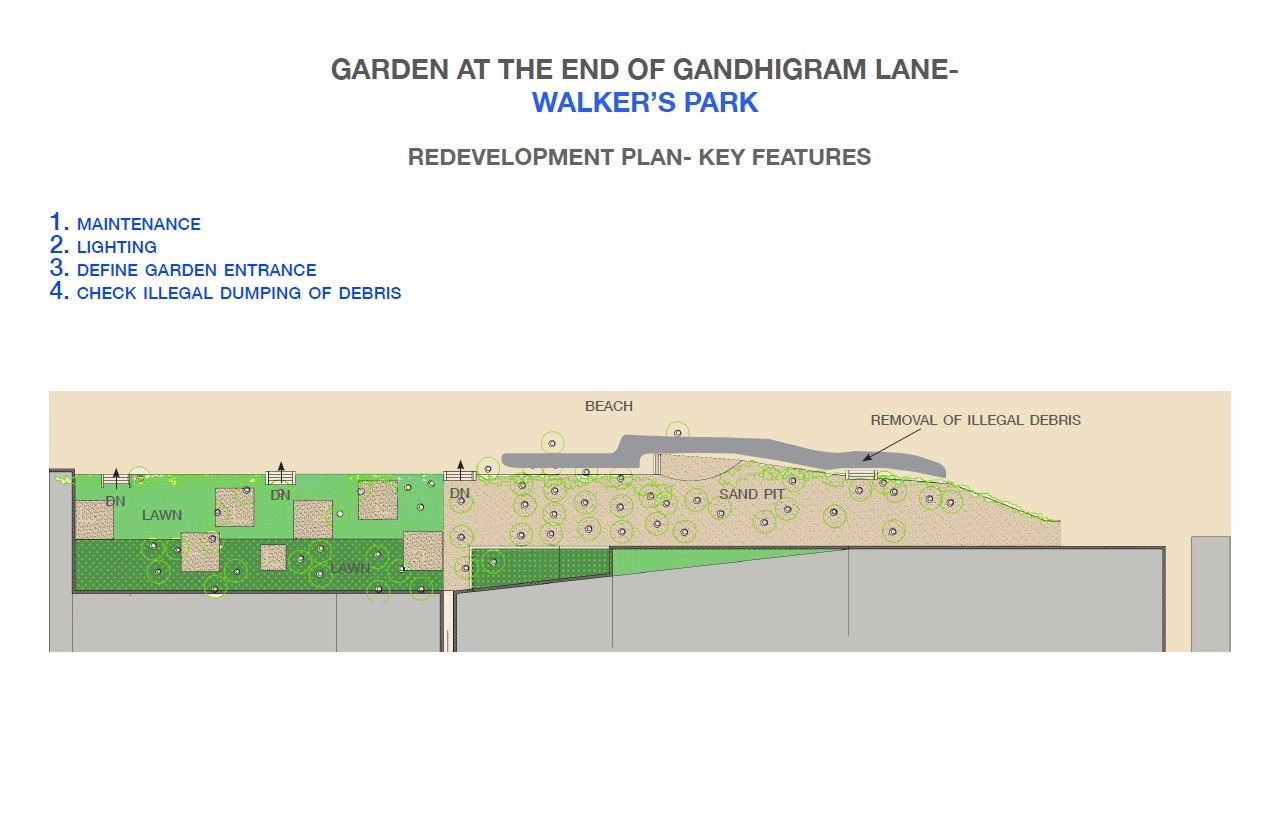 GARDEN AT THE END OF GANDHIGRAM LANE-
WALKER'S PARK
REDEVELOPMENT PLAN- KEY FEATURES
1. MAINTENANCE
2. LIGHTING
3. DEFINE GARDEN ENTRANCE
4. CHECK ILLEGAL DUMPING OF DEBRIS
BEACH
REMOVAL OF ILLEGAL DEBRIS
DN
DN
DN
SAND PIT
LAWN
LAWN